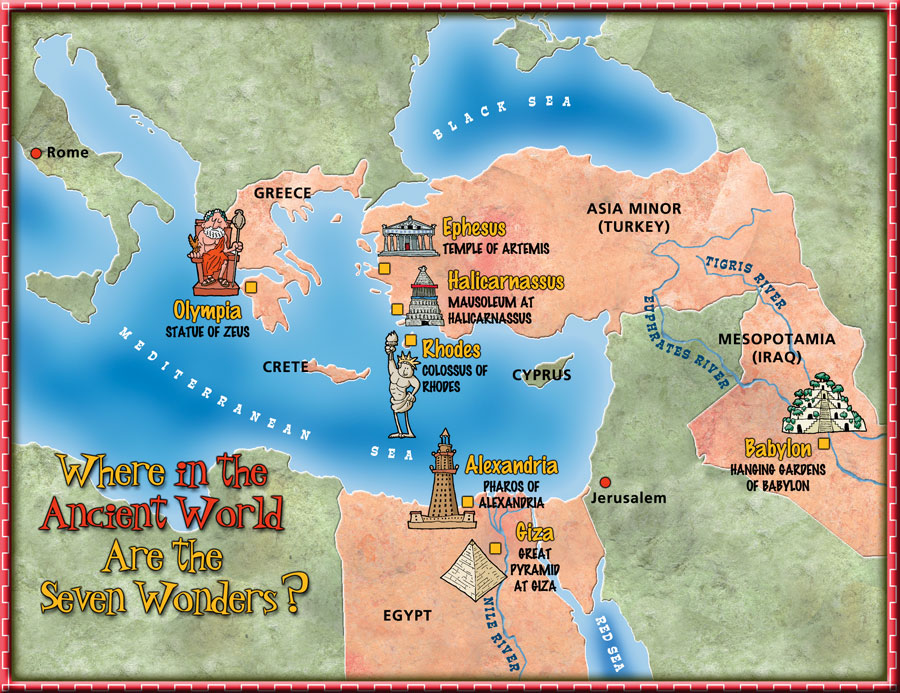 BLACK SEA
Rome
GREECE
ASIA MINOR
(TURKEY)
Ephesus
TEMPLE OF ARTEMIS
TIGRIS RIVER
Halicarnassus
MAUSOLEUM AT
HALICARNASSUS
EUPHRATES RIVER
Olympia
STATUE OF ZEUS
MESOPOTAMIA
(IRAQ)
Rhodes
COLOSSUS OF
RHODES
CRETE
CYPRUS
MEDITERRANEAN
SEA
Babylon
HANGING GARDENS
OF BABYLON
Alexandria
PHAROS OF
ALEXANDRIA
Jerusalem
Where in the
Ancient World
Are the
Seven Wonders?
Giza
GREAT
PYRAMID
AT GIZA
EGYPT
NILE RIVER
RED SEA